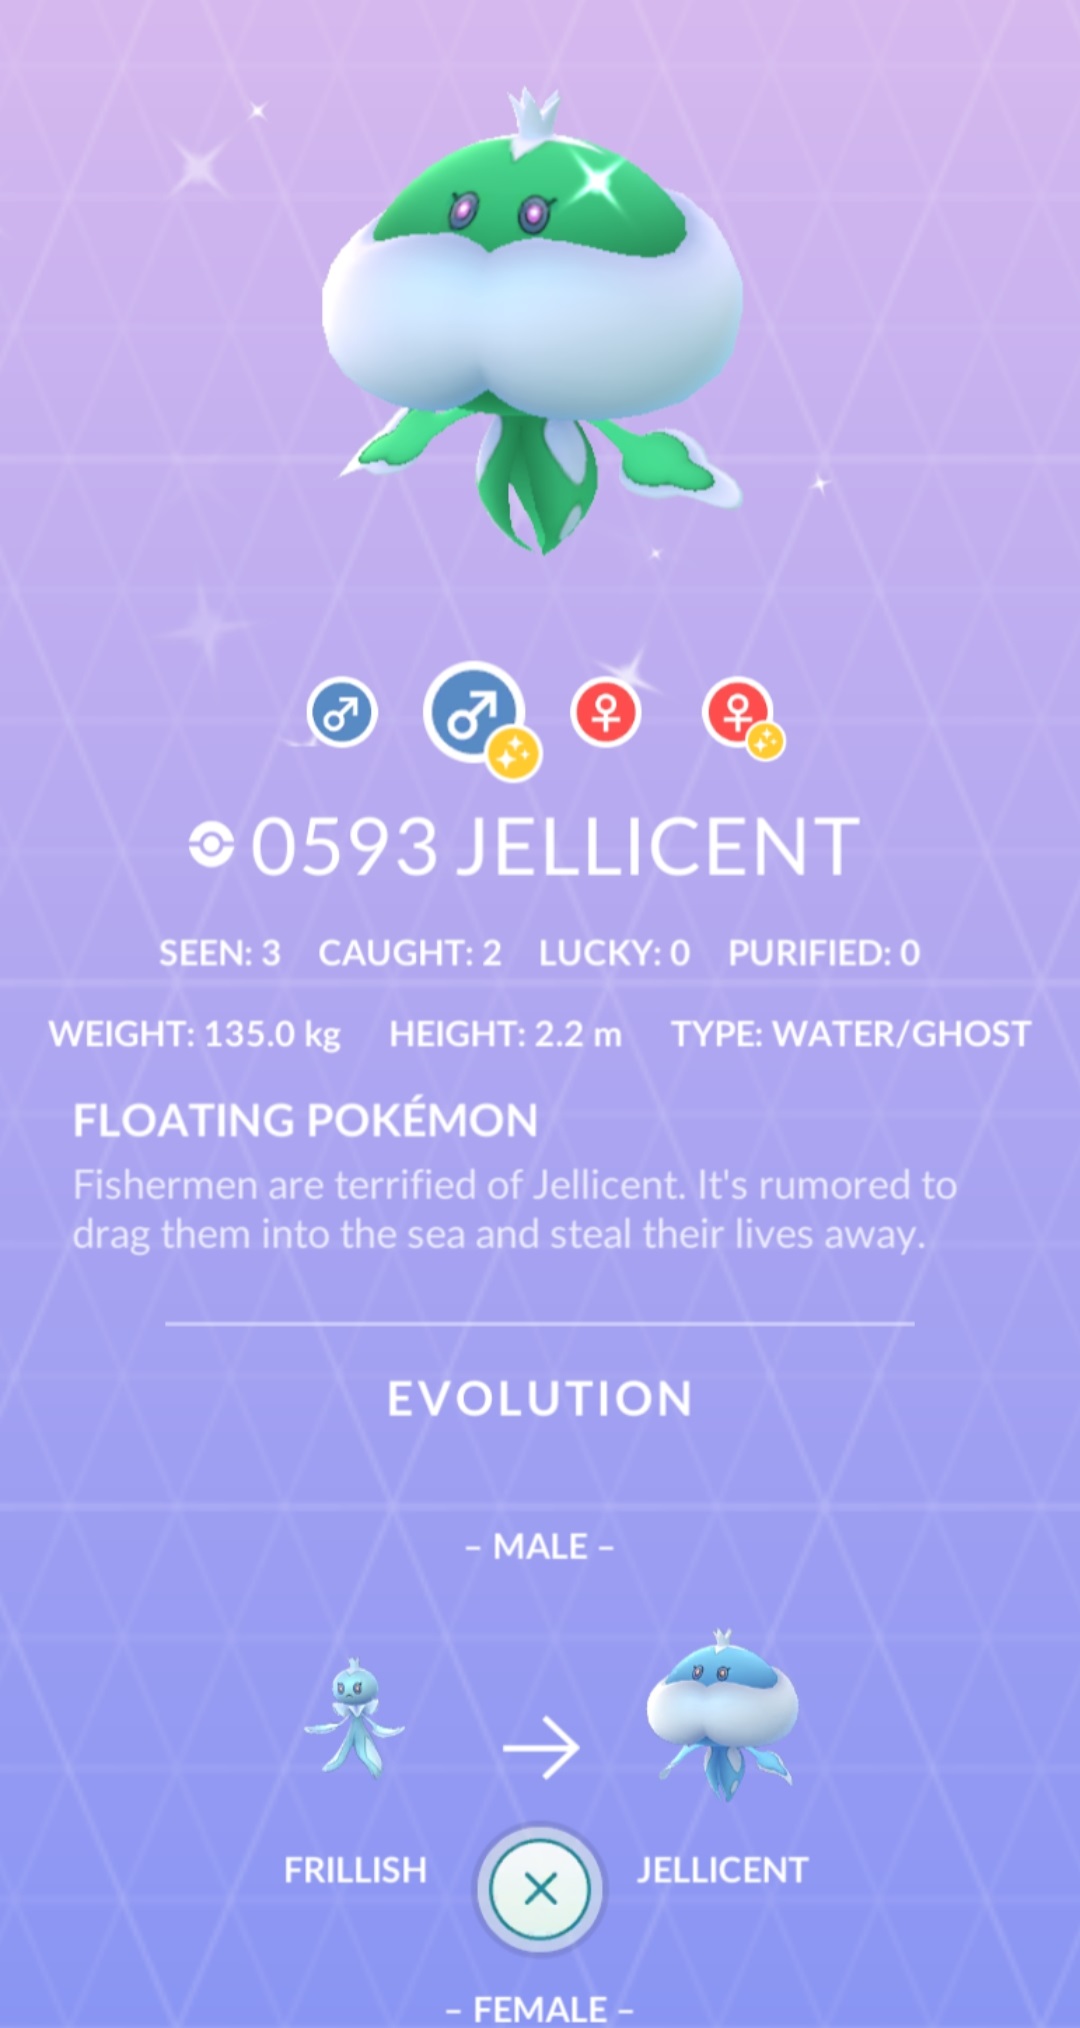 0593 JELLICENT
SEEN: 3 CAUGHT: 2 LUCKY: 0 PURIFIED: 0
WEIGHT: 135.0 kg HEIGHT: 2.2 m TYPE: WATER/GHOST
FLOATING POKÉMON
Fishermen are terrified of Jellicent. It's rumored to
drag them into the sea and steal their lives away.
EVOLUTION
– MALE –
FRILLISH JELLICENT
– FEMALE –